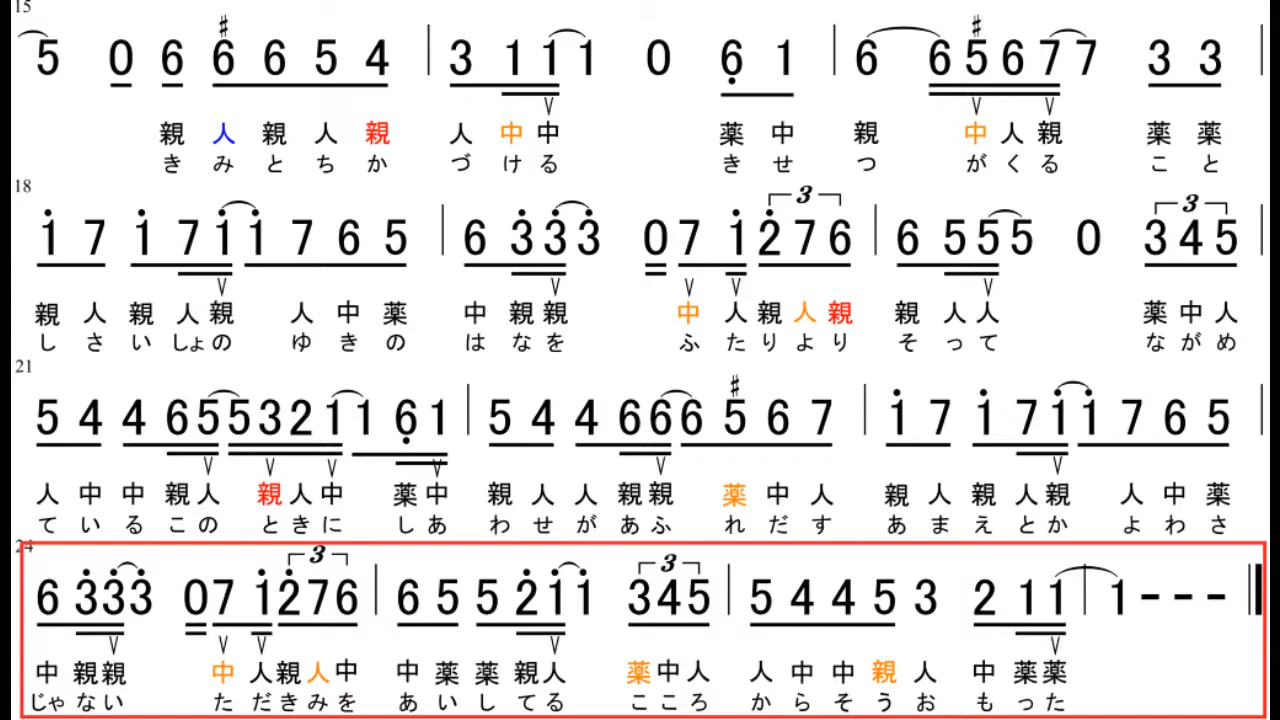 15
5 0 6 ♯6 6 5 4 | 3 1 1 1 0 6̣ 1 | 6 6 ♯5 6 7 7 3 3 |
親 人 親 人 親 人 中 中 薬 中 親 中 人 親 薬 薬
き み と ち か づ け る き せ つ が く る こ と
18
3 3
i 7 i 7 i i 7 6 5 | 6 3̇ 3̇ 3̇ 0 7 i 2̇ 7 6 | 6 5 5 5 0 3 4 5 |
親 人 親 人 親 人 中 薬 中 親 親 中 人 親 人 親 親 人 人 薬 中 人
し さ い しょ の ゆ き の は な を ふ た り よ り そ っ て な が め
21
5 4 4 6 5 5 3 2 1 1 6̣ 1 | 5 4 4 6 6 6 ♯5 6 7 | i 7 i 7 i i 7 6 5 |
人 中 中 親 人 親 人 中 薬 中 親 人 人 親 親 薬 中 人 親 人 親 人 親 人 中 薬
て い る こ の と き に し あ わ せ が あ ふ れ だ す あ ま え と か よ わ さ
24
3 3
6 3̇ 3̇ 3̇ 0 7 i 2̇ 7 6 | 6 5 5 2̇ i i 3 4 5 | 5 4 4 5 3 2 1 1 | 1 - - -
中 親 親 中 人 親 人 中 中 薬 薬 親 人 薬 中 人 人 中 中 親 人 中 薬 薬
じゃ な い た だ き み を あ い し て る こ こ ろ か ら そ う お も っ た